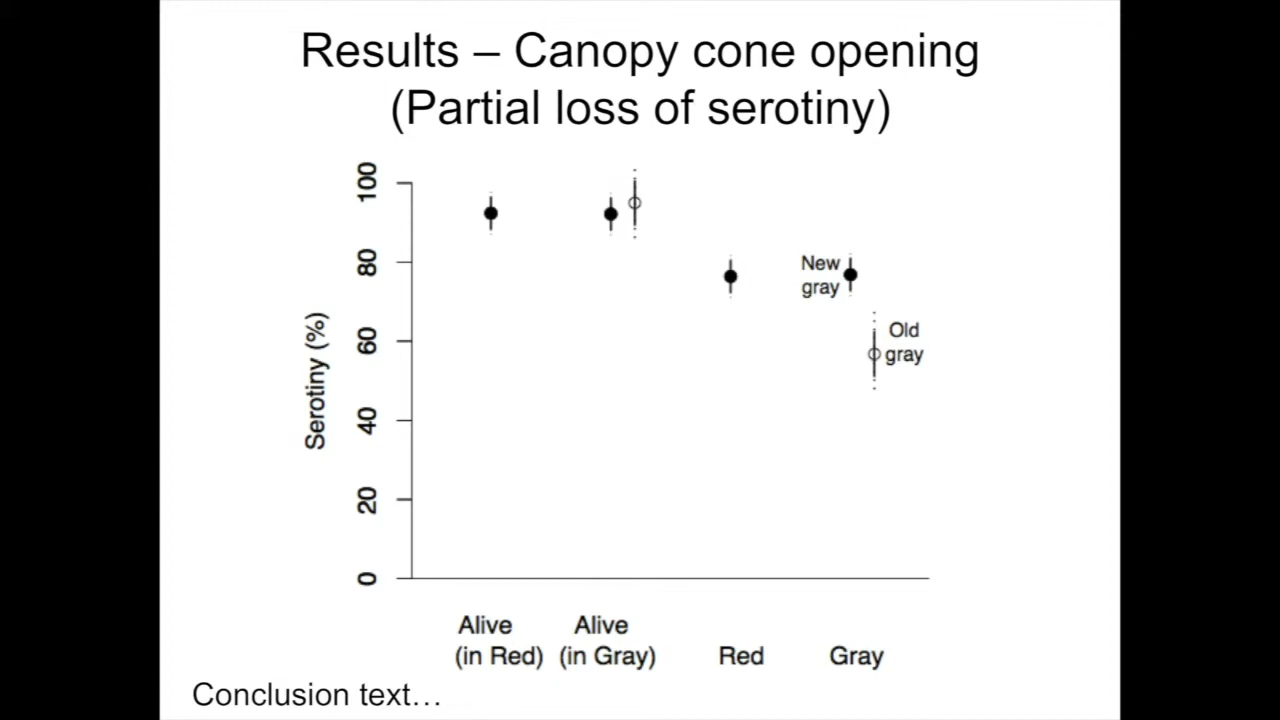 Results – Canopy cone opening
(Partial loss of serotiny)
100
80
60
40
20
0
Serotiny (%)
New
gray
Old
gray
Alive
(in Red)
Alive
(in Gray)
Red
Gray
Conclusion text…